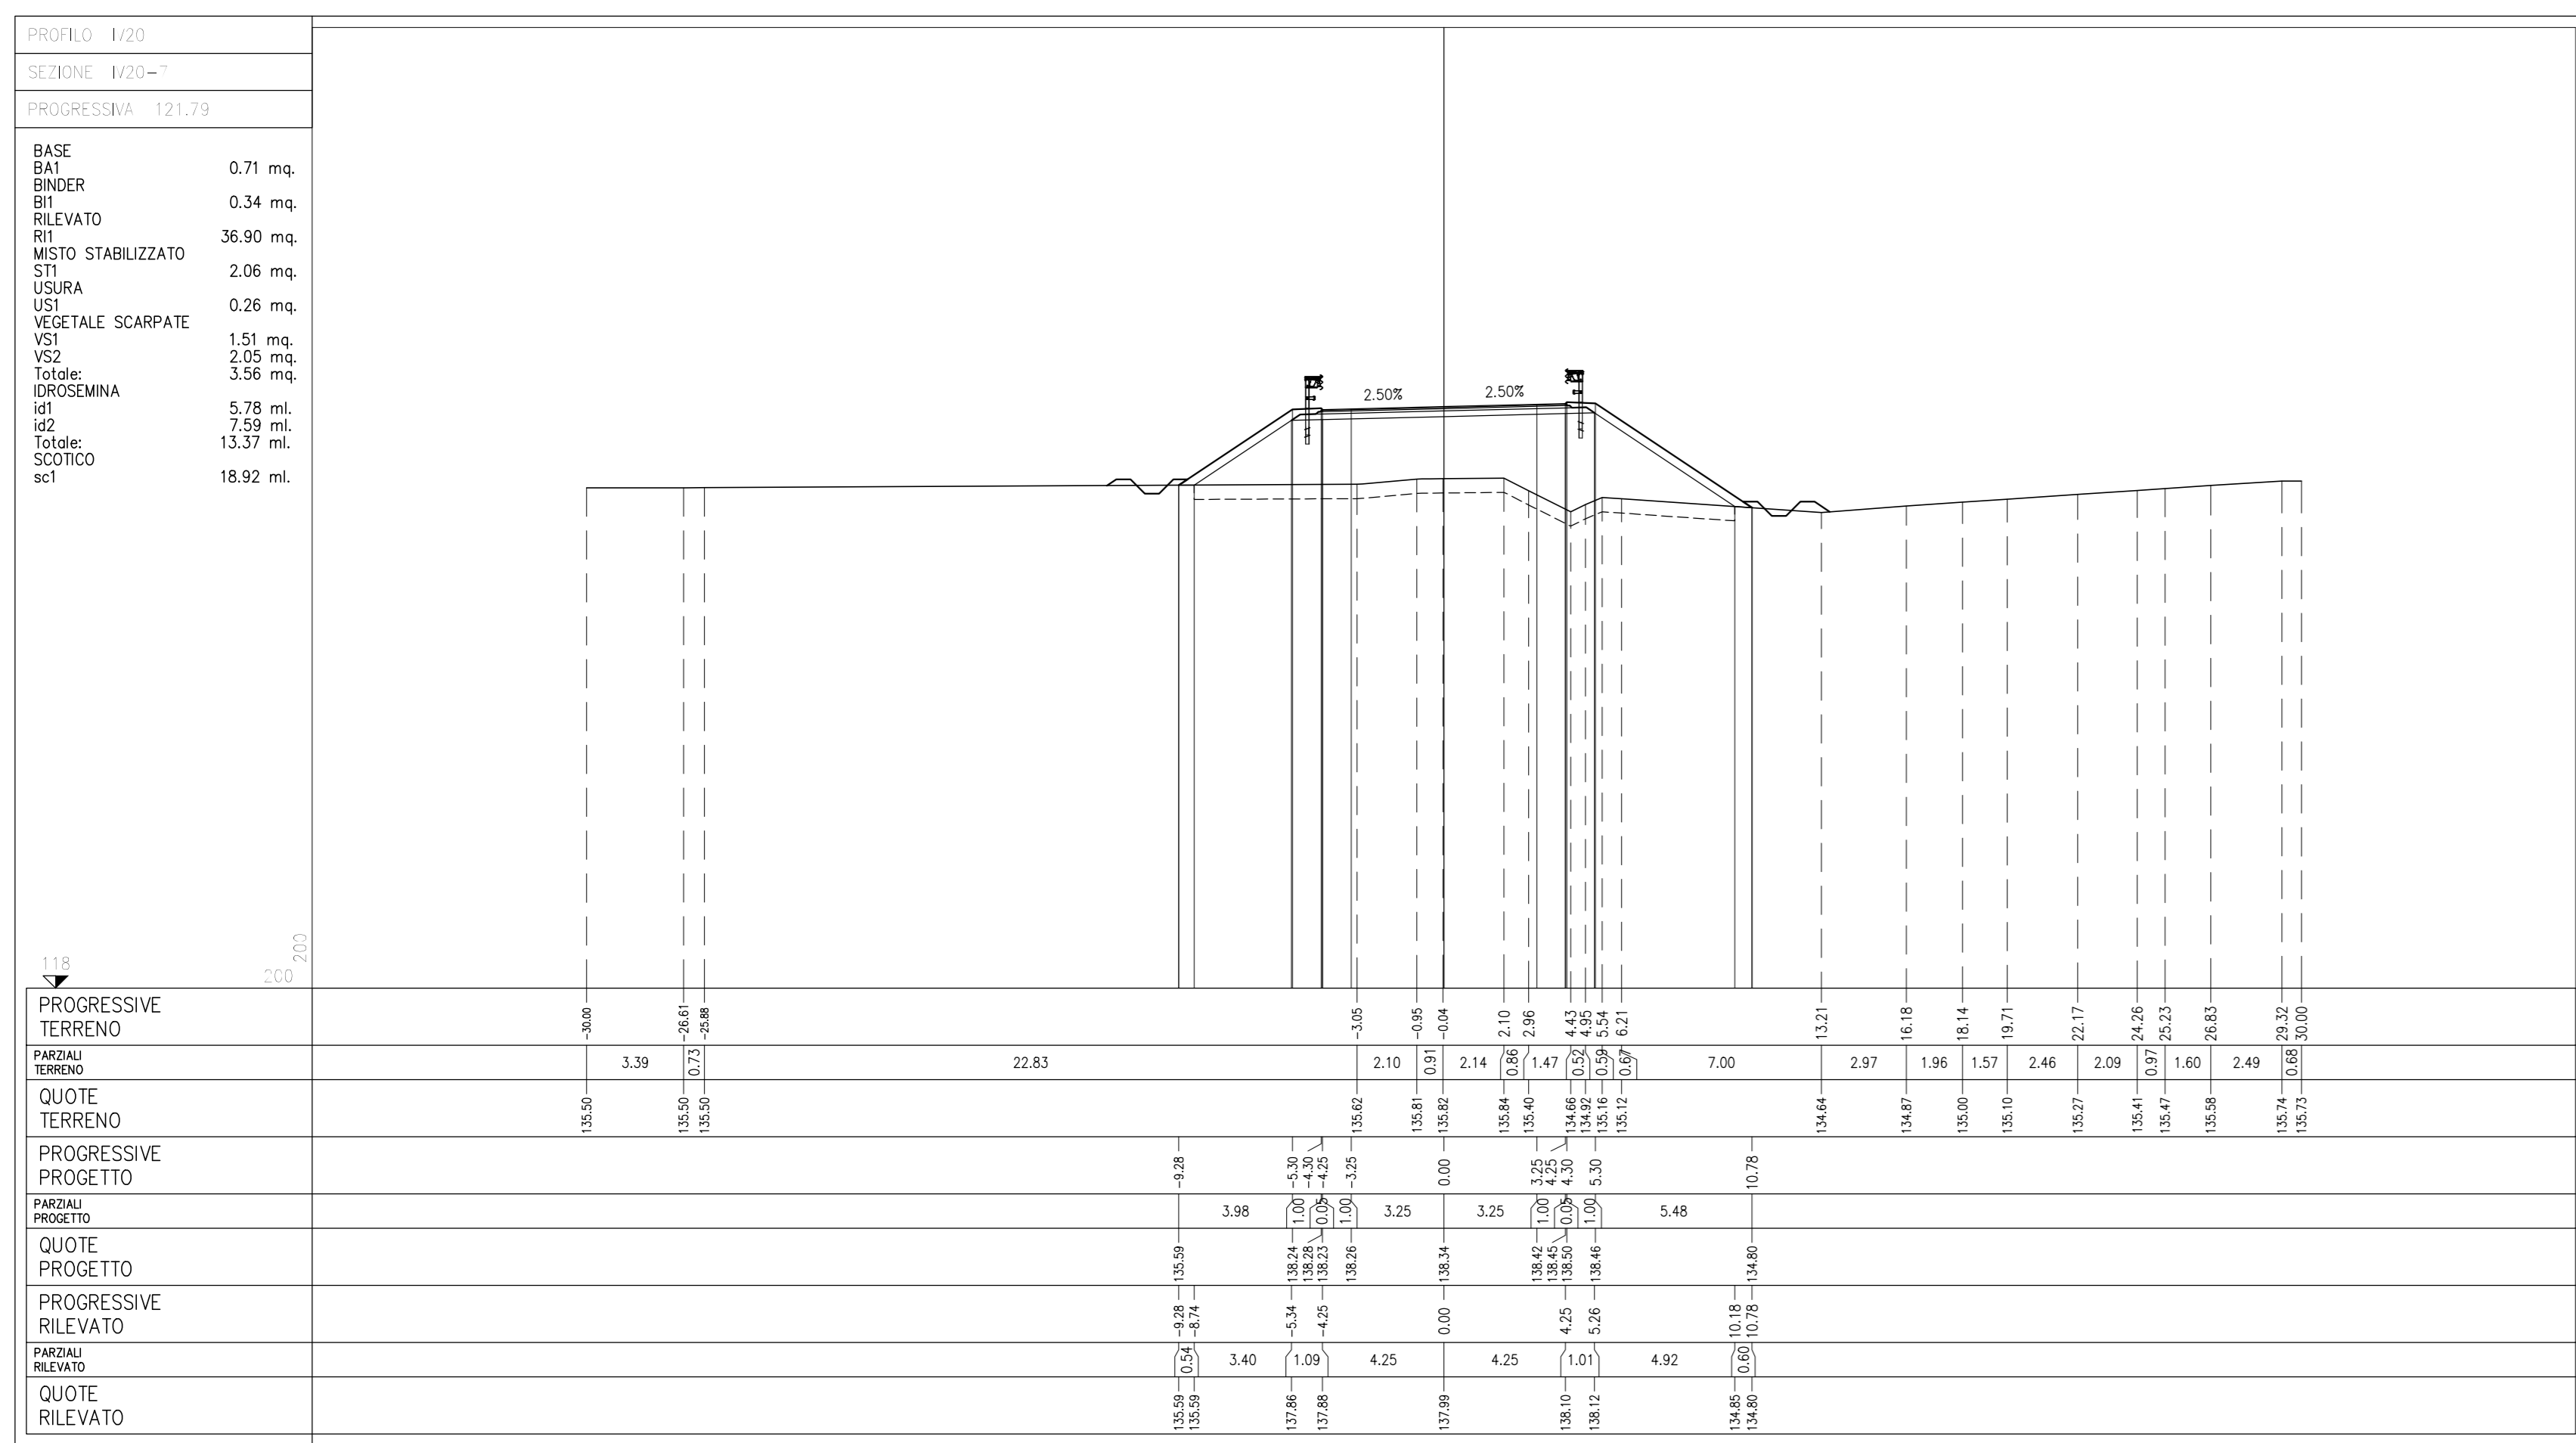 PROFILO IV20
SEZIONE IV20-7
PROGRESSIVA 121.79
BASE
BA1 0.71 mq.
BINDER
BI1 0.34 mq.
RILEVATO
RI1 36.90 mq.
MISTO STABILIZZATO
ST1 2.06 mq.
USURA
US1 0.26 mq.
VEGETALE SCARPATE
VS1 1.51 mq.
VS2 2.05 mq.
Totale: 3.56 mq.
IDROSEMINA
id1 5.78 ml.
id2 7.59 ml.
Totale: 13.37 ml.
SCOTICO
sc1 18.92 ml.
2.50% 2.50%
118 200 200
PROGRESSIVE
TERRENO
-30.00 -26.61 -25.88 -3.05 -0.95 -0.04 2.10 2.96 4.43 4.95 5.54 6.21 13.21 16.18 18.14 19.71 22.17 24.26 25.23 26.83 29.32 30.00
PARZIALI
TERRENO
3.39 0.73 22.83 2.10 0.91 2.14 0.86 1.47 0.52 0.59 0.67 7.00 2.97 1.96 1.57 2.46 2.09 0.97 1.60 2.49 0.68
QUOTE
TERRENO
135.50 135.50 135.50 135.62 135.81 135.82 135.84 135.40 134.66 134.92 135.16 135.12 134.64 134.87 135.00 135.10 135.27 135.41 135.47 135.58 135.74 135.73
PROGRESSIVE
PROGETTO
-9.28 -5.30 -4.30 -4.25 -3.25 0.00 3.25 4.25 4.30 5.30 10.78
PARZIALI
PROGETTO
3.98 1.00 0.05 1.00 3.25 3.25 1.00 0.05 1.00 5.48
QUOTE
PROGETTO
135.59 138.24 138.28 138.23 138.26 138.34 138.42 138.45 138.50 138.46 134.80
PROGRESSIVE
RILEVATO
-9.28 -8.74 -5.34 -4.25 0.00 4.25 5.26 10.18 10.78
PARZIALI
RILEVATO
0.54 3.40 1.09 4.25 4.25 1.01 4.92 0.60
QUOTE
RILEVATO
135.59 135.59 137.86 137.88 137.99 138.10 138.12 134.85 134.80